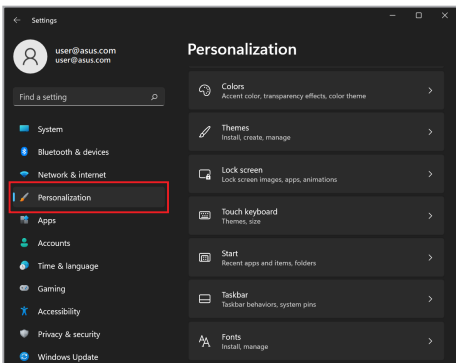 Settings
user@asus.com
user@asus.com
Find a setting
System
Bluetooth & devices
Network & internet
Personalization
Apps
Accounts
Time & language
Gaming
Accessibility
Privacy & security
Windows Update
Personalization
Colors
Accent color, transparency effects, color theme
Themes
Install, create, manage
Lock screen
Lock screen images, apps, animations
Touch keyboard
Themes, size
Start
Recent apps and items, folders
Taskbar
Taskbar behaviors, system pins
Fonts
Install, manage